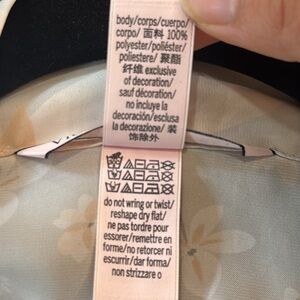 body/corps/cuerpo/
corpo/ 面料 100%
polyester/poliéster/
poliestere/ 聚酯
纤维 exclusive
of decoration/
sauf décoration/
no incluye la
decoración/esclusa
la decorazione/ 装
饰除外
do not wring or twist/
reshape dry flat/
ne pas tordre pour
essorer/remettre en
forme/no retorcer ni
escurrir/dar forma/
non strizzare o